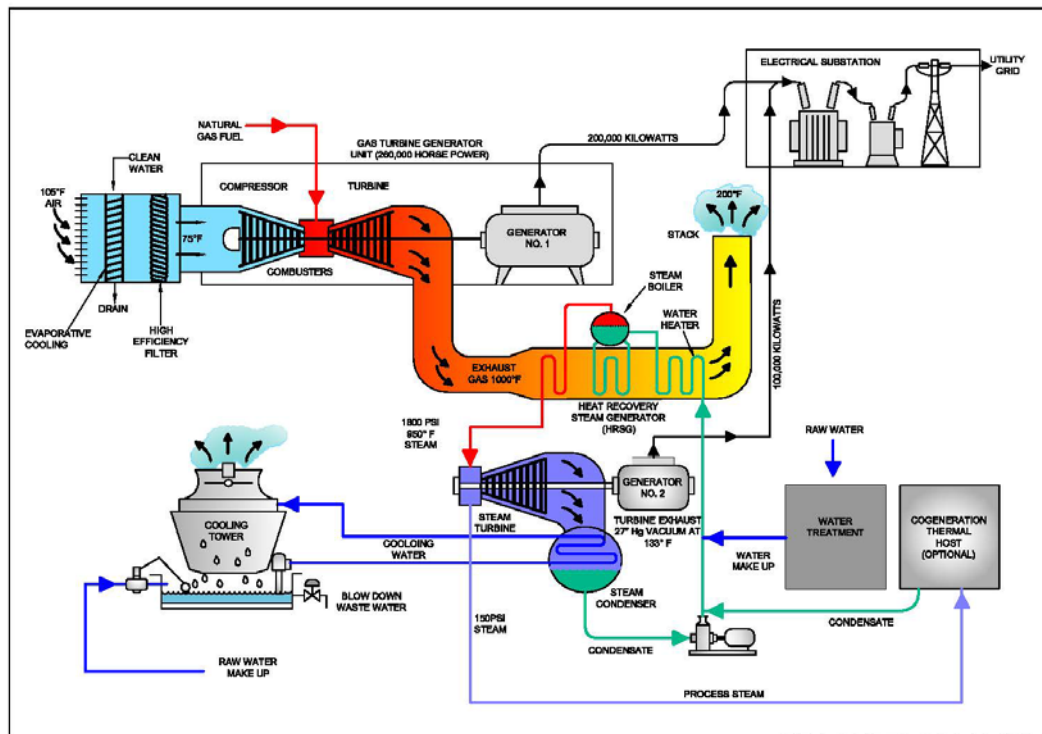 ELECTRICAL SUBSTATION
UTILITY
GRID
NATURAL
GAS FUEL
200,000 KILOWATTS
GAS TURBINE GENERATOR
UNIT (260,000 HORSE POWER)
CLEAN
WATER
COMPRESSOR
TURBINE
105°F
AIR
75°F
200°F
STACK
GENERATOR
NO. 1
COMBUSTERS
STEAM
BOILER
DRAIN
EVAPORATIVE
COOLING
HIGH
EFFICIENCY
FILTER
WATER
HEATER
100,000 KILOWATTS
EXHAUST
GAS 1000°F
HEAT RECOVERY
STEAM GENERATOR
(HRSG)
1800 PSI
950° F
STEAM
RAW WATER
GENERATOR
NO. 2
STEAM
TURBINE
TURBINE EXHAUST
27" Hg VACUUM AT
133° F
COOLING
TOWER
COOLOING
WATER
WATER
TREATMENT
COGENERATION
THERMAL
HOST
(OPTIONAL)
WATER
MAKE UP
BLOW DOWN
WASTE WATER
STEAM
CONDENSER
150PSI
STEAM
CONDENSATE
CONDENSATE
RAW WATER
MAKE UP
PROCESS STEAM